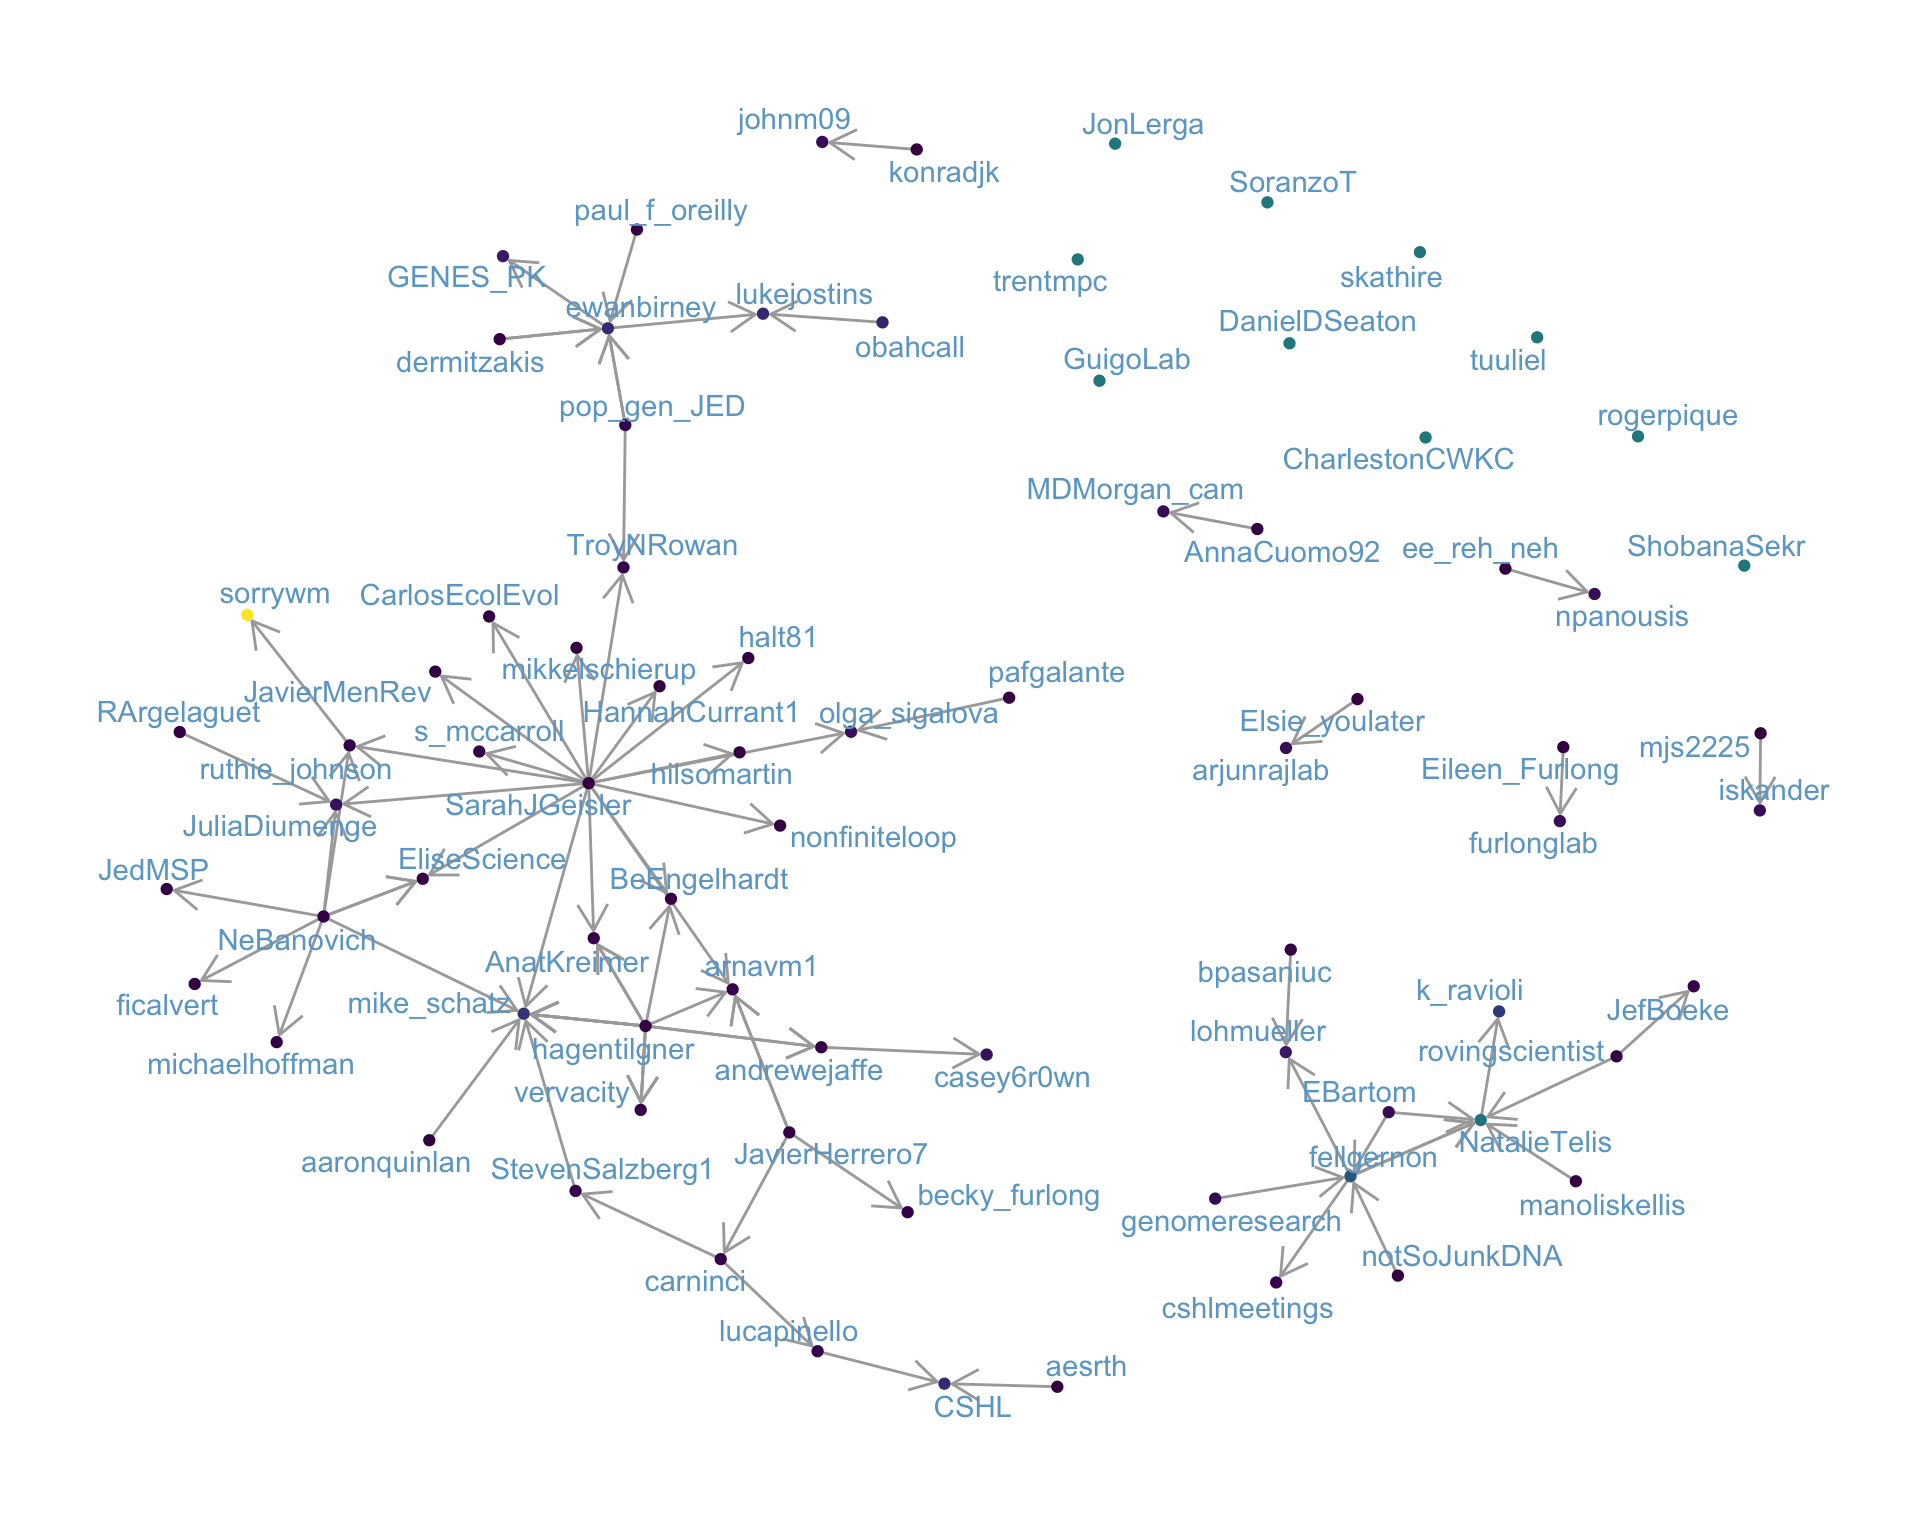 johnm09
JonLerga
konradjk
SoranzoT
paul_f_oreilly
GENES_PK
skathire
trentmpc
lukejostins
ewanbirney
DanielDSeaton
obahcall
dermitzakis
GuigoLab
tuuliel
pop_gen_JED
rogerpique
CharlestonCWKC
MDMorgan_cam
TroyNRowan
AnnaCuomo92
ee_reh_neh
ShobanaSekr
sorrywm
CarlosEcolEvol
npanousis
halt81
mikkelschierup
pafgalante
JavierMenRev
RArgelaguet
HannahCurrant1
olga_sigalova
Elsie_youlater
s_mccarroll
mjs2225
ruthie_johnson
hilsomartin
arjunrajlab
Eileen_Furlong
iskander
SarahJGeisler
JuliaDiumenge
nonfiniteloop
furlonglab
EliseScience
JedMSP
BeEngelhardt
NeBanovich
AnatKreimer
arnavm1
bpasaniuc
k_ravioli
ficalvert
mike_schatz
JefBoeke
lohmueller
hagentilgner
rovingscientist
michaelhoffman
andrewejaffe
casey6r0wn
vervacity
EBartom
NatalieTelis
aaronquinlan
StevenSalzberg1
JavierHerrero7
fellgernon
becky_furlong
manoliskellis
genomeresearch
notSoJunkDNA
carninci
cshlmeetings
lucapinello
aesrth
CSHL